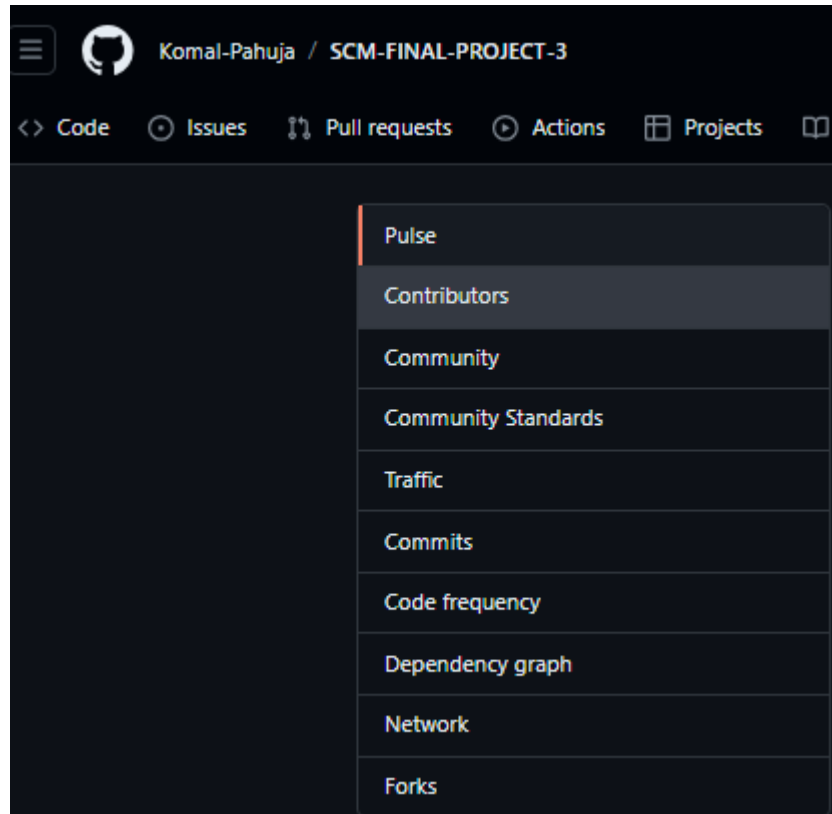 Komal-Pahuja / SCM-FINAL-PROJECT-3
Code Issues Pull requests Actions Projects
Pulse
Contributors
Community
Community Standards
Traffic
Commits
Code frequency
Dependency graph
Network
Forks